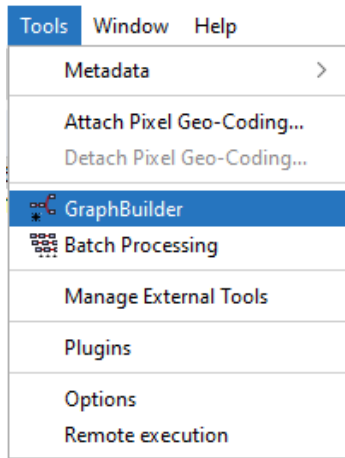 Tools Window Help
Metadata
Attach Pixel Geo-Coding...
Detach Pixel Geo-Coding...
GraphBuilder
Batch Processing
Manage External Tools
Plugins
Options
Remote execution